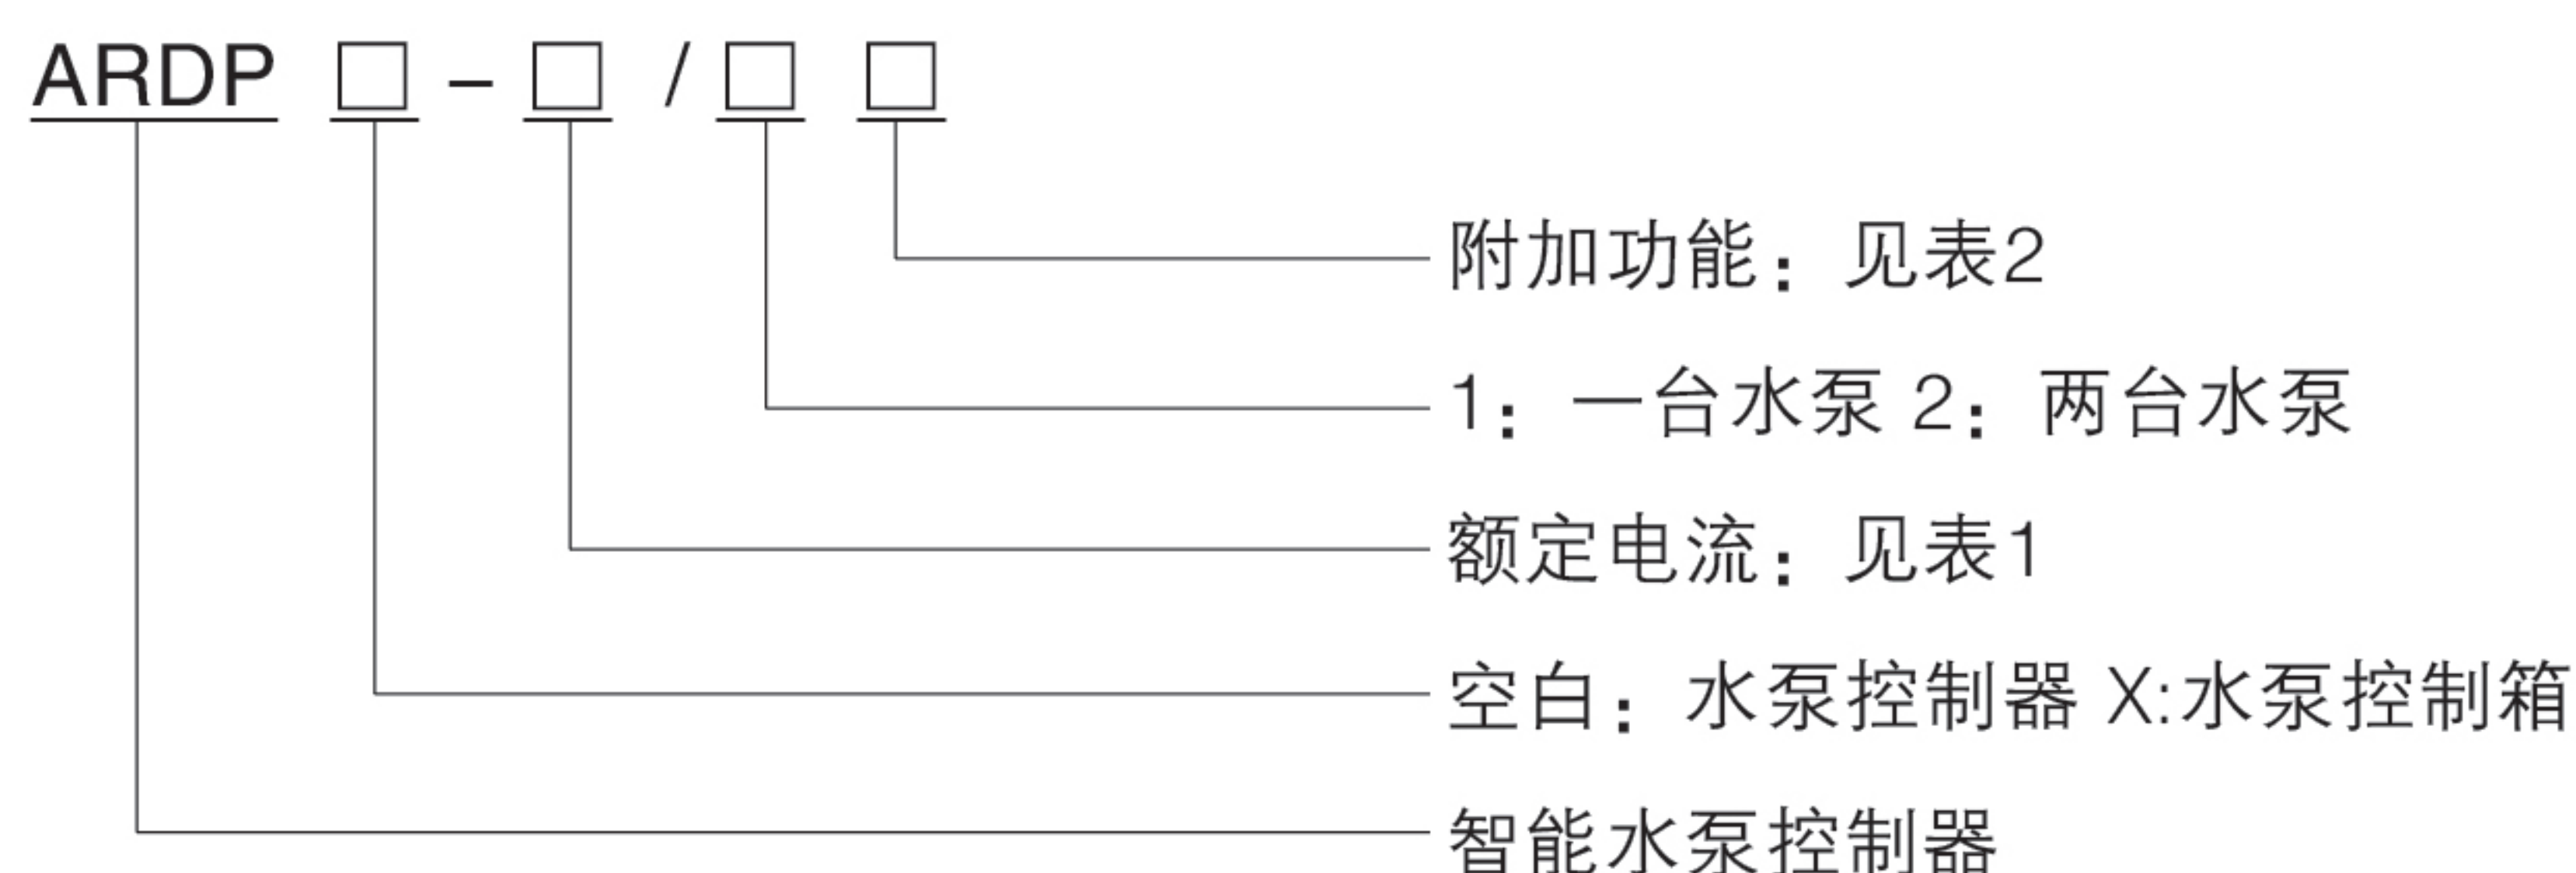 ARDP □ - □ / □ □
附加功能：见表2
1：一台水泵 2：两台水泵
额定电流：见表1
空白：水泵控制器 X:水泵控制箱
智能水泵控制器